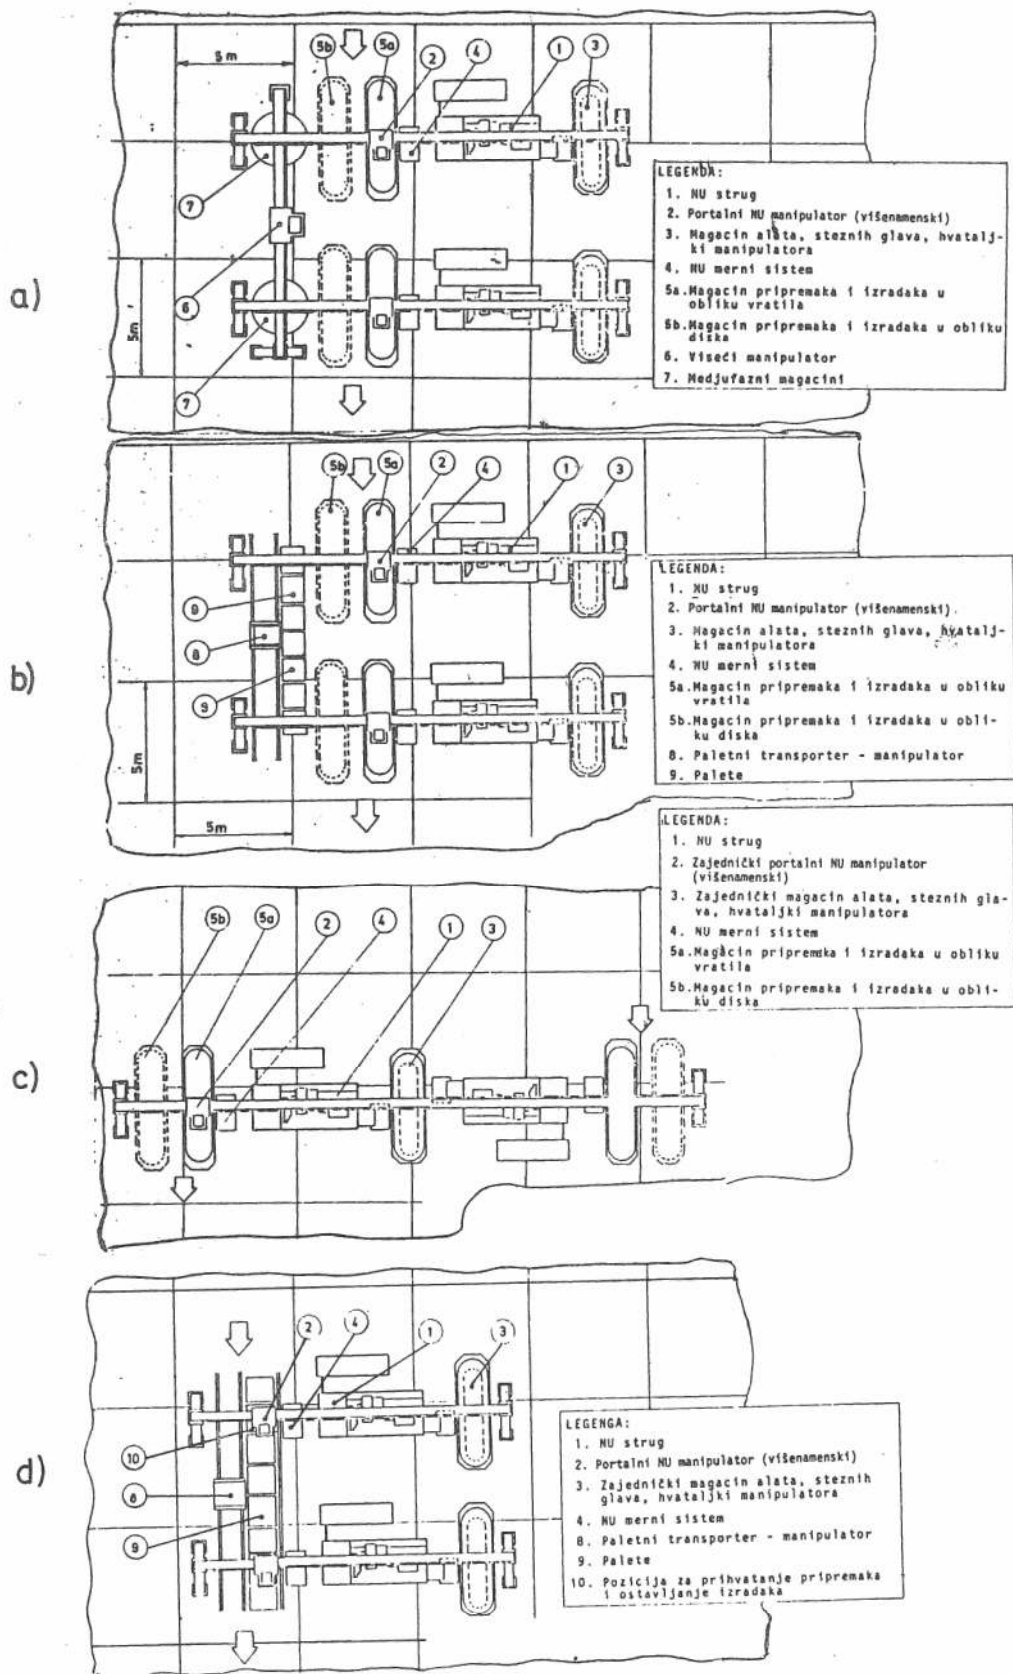 a)
5m
5b
5a
2
4
1
3
7
6
5m
7
LEGENDA:
1. NU strug
2. Portalni NU manipulator (višenamenski)
3. Magacin alata, steznih glava, hvatalj-
ki manipulatora
4. NU merni sistem
5a.Magacin pripremaka i izradaka u
obliku vratila
5b.Magacin pripremaka i izradaka u obliku
diska
6. Viseći manipulator
7. Medjufazni magacini
b)
5b
5a
2
4
1
3
9
8
9
5m
5m
LEGENDA:
1. NU strug
2. Portalni NU manipulator (višenamenski).
3. Magacin alata, steznih glava, hvatalj-
ki manipulatora
4. NU merni sistem
5a.Magacin pripremaka i izradaka u obliku
vratila
5b.Magacin pripremaka i izradaka u obli-
ku diska
8. Paletni transporter - manipulator
9. Palete
c)
5b
5a
2
4
1
3
LEGENDA:
1. NU strug
2. Zajednički portalni NU manipulator
(višenamenski)
3. Zajednički magacin alata, steznih gla-
va, hvataljki manipulatora
4. NU merni sistem
5a.Magacin pripremaka i izradaka u obliku
vratila
5b.Magacin pripremaka i izradaka u obli-
ku diska
d)
2
4
1
3
10
8
9
LEGENGA:
1. NU strug
2. Portalni NU manipulator (višenamenski)
3. Zajednički magacin alata, steznih
glava, hvataljki manipulatora
4. NU merni sistem
8. Paletni transporter - manipulator
9. Palete
10. Pozicija za prihvatanje pripremaka
i ostavljanje izradaka